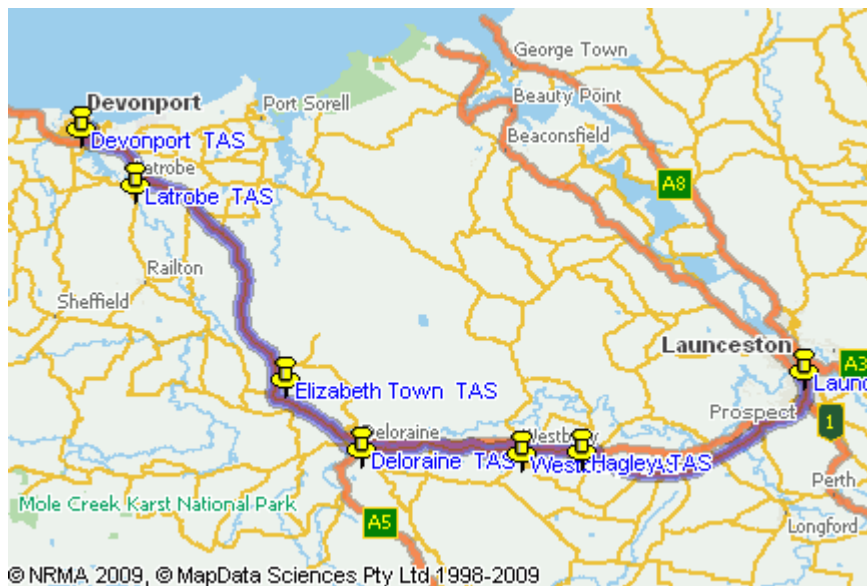 George Town
Devonport
Port Sorell
Beauty Point
Devonport TAS
Beaconsfield
Latrobe TAS
A8
Railton
Sheffield
Launceston
A3
Elizabeth Town TAS
Prospect
1
Deloraine
Deloraine TAS
Hagley TAS
Perth
Mole Creek Karst National Park
A5
Longford
© NRMA 2009, © MapData Sciences Pty Ltd 1998-2009